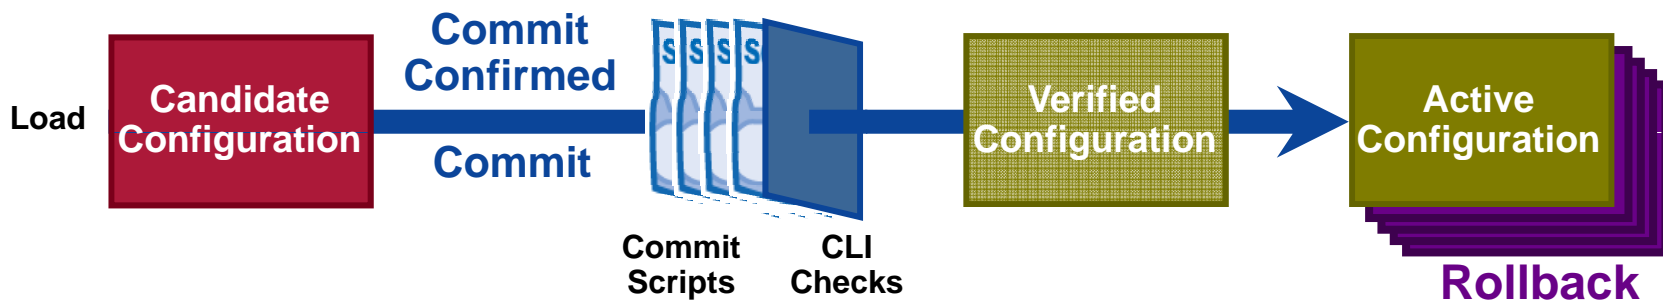 Load
Candidate
Configuration
Commit
Confirmed
Commit
Commit
Scripts
CLI
Checks
Verified
Configuration
Active
Configuration
Rollback